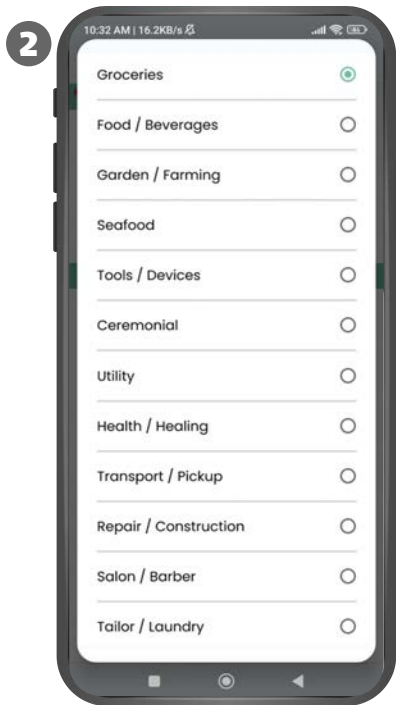 2
10:32 AM | 16.2KB/s
Groceries
Food / Beverages
Garden / Farming
Seafood
Tools / Devices
Ceremonial
Utility
Health / Healing
Transport / Pickup
Repair / Construction
Salon / Barber
Tailor / Laundry